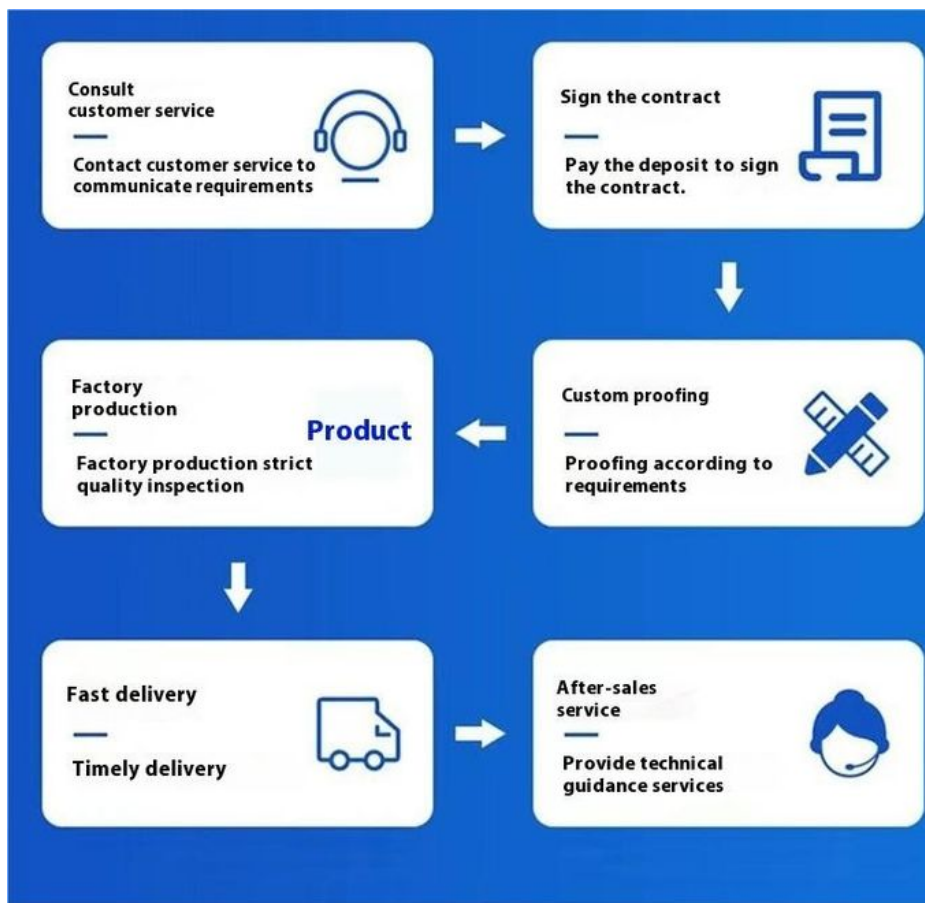 Consult
customer service
Contact customer service to
communicate requirements
Sign the contract
Pay the deposit to sign
the contract.
Custom proofing
Proofing according to
requirements
Factory
production
Product
Factory production strict
quality inspection
Fast delivery
Timely delivery
After-sales
service
Provide technical
guidance services